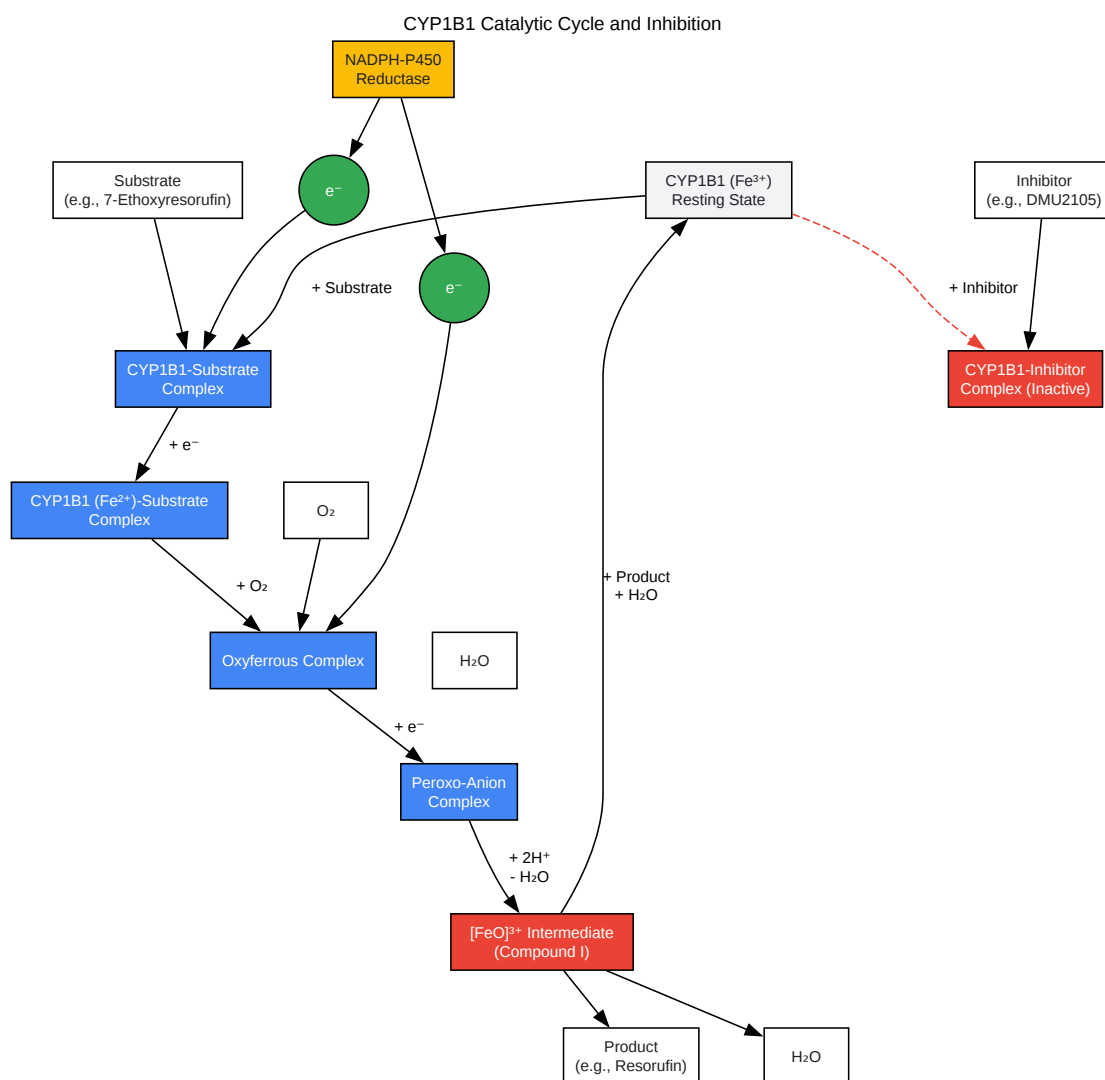 CYP1B1 Catalytic Cycle and Inhibition
NADPH-P450
Reductase
Substrate
(e.g., 7-Ethoxyresorufin)
e⁻
CYP1B1 (Fe³⁺)
Resting State
Inhibitor
(e.g., DMU2105)
+ Substrate
e⁻
+ Inhibitor
CYP1B1-Substrate
Complex
CYP1B1-Inhibitor
Complex (Inactive)
+ e⁻
CYP1B1 (Fe²⁺)-Substrate
Complex
O₂
+ O₂
+ Product
+ H₂O
Oxyferrous Complex
H₂O
+ e⁻
Peroxo-Anion
Complex
+ 2H⁺
- H₂O
[FeO]³⁺ Intermediate
(Compound I)
Product
(e.g., Resorufin)
H₂O